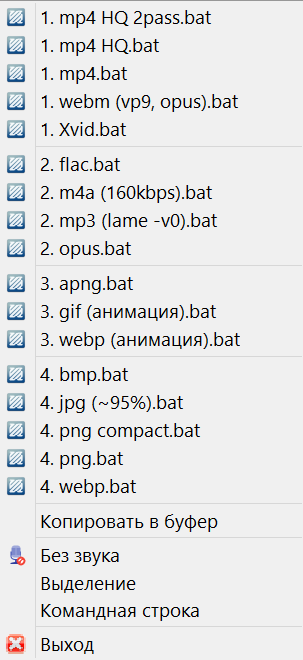 1. mp4 HQ 2pass.bat
1. mp4 HQ.bat
1. mp4.bat
1. webm (vp9, opus).bat
1. Xvid.bat
2. flac.bat
2. m4a (160kbps).bat
2. mp3 (lame -v0).bat
2. opus.bat
3. apng.bat
3. gif (анимация).bat
3. webp (анимация).bat
4. bmp.bat
4. jpg (~95%).bat
4. png compact.bat
4. png.bat
4. webp.bat
Копировать в буфер
Без звука
Выделение
Командная строка
Выход